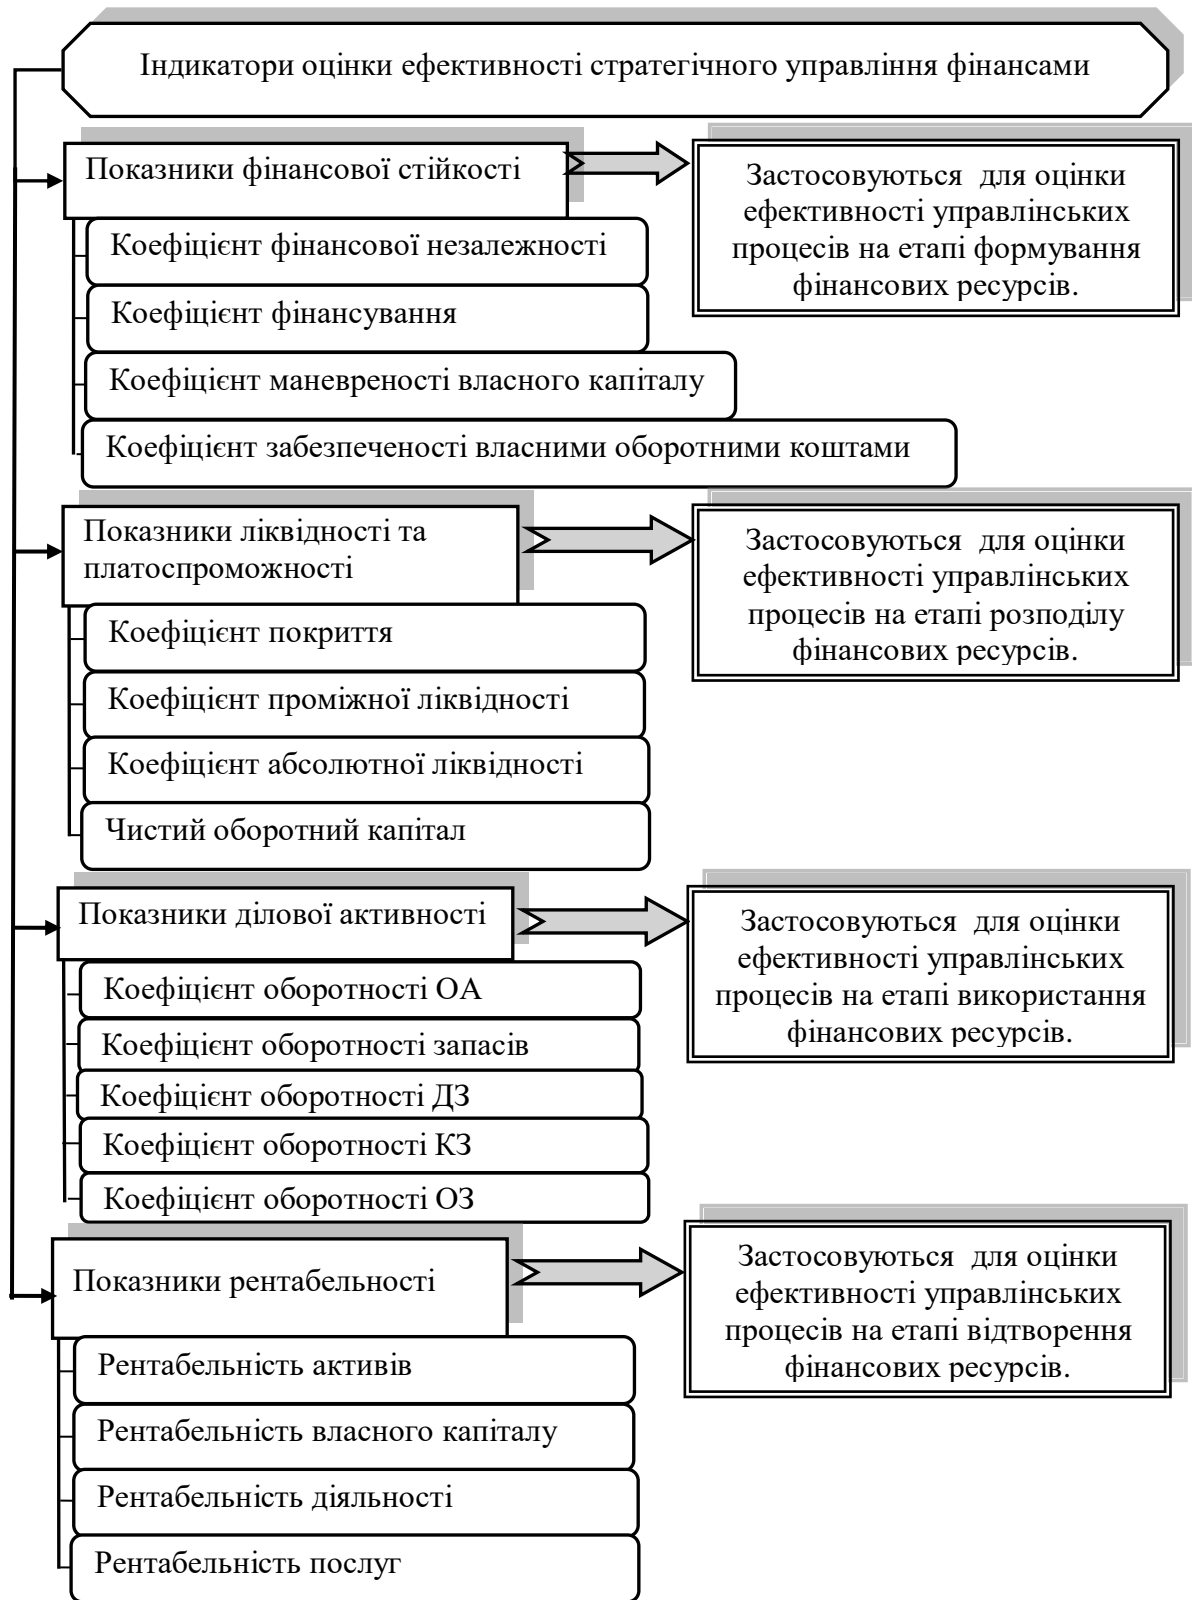 Індикатори оцінки ефективності стратегічного управління фінансами
Показники фінансової стійкості
Застосовуються для оцінки
ефективності управлінських
процесів на етапі формування
фінансових ресурсів.
Коефіцієнт фінансової незалежності
Коефіцієнт фінансування
Коефіцієнт маневреності власного капіталу
Коефіцієнт забезпеченості власними оборотними коштами
Показники ліквідності та
платоспроможності
Застосовуються для оцінки
ефективності управлінських
процесів на етапі розподілу
фінансових ресурсів.
Коефіцієнт покриття
Коефіцієнт проміжної ліквідності
Коефіцієнт абсолютної ліквідності
Чистий оборотний капітал
Показники ділової активності
Застосовуються для оцінки
ефективності управлінських
процесів на етапі використання
фінансових ресурсів.
Коефіцієнт оборотності ОА
Коефіцієнт оборотності запасів
Коефіцієнт оборотності ДЗ
Коефіцієнт оборотності КЗ
Коефіцієнт оборотності ОЗ
Показники рентабельності
Застосовуються для оцінки
ефективності управлінських
процесів на етапі відтворення
фінансових ресурсів.
Рентабельність активів
Рентабельність власного капіталу
Рентабельність діяльності
Рентабельність послуг